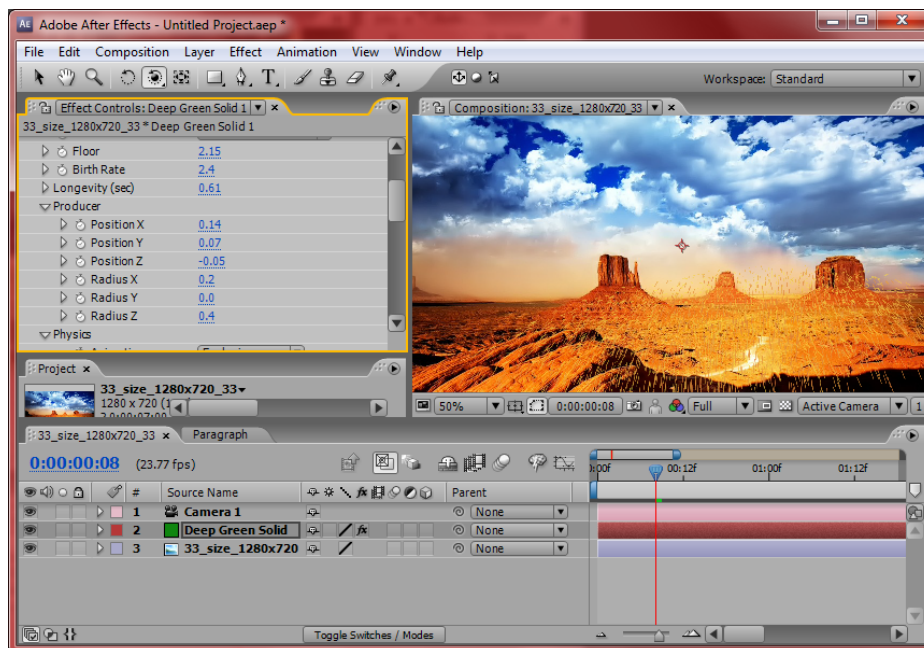 AE Adobe After Effects - Untitled Project.aep *
File Edit Composition Layer Effect Animation View Window Help
Workspace: Standard
Effect Controls: Deep Green Solid 1
33_size_1280x720_33 * Deep Green Solid 1
Floor 2.15
Birth Rate 2.4
Longevity (sec) 0.61
Producer
Position X 0.14
Position Y 0.07
Position Z -0.05
Radius X 0.2
Radius Y 0.0
Radius Z 0.4
Physics
Composition: 33_size_1280x720_33
50% 0:00:00:08 Full Active Camera 1
Project
33_size_1280x720_33
1280 x 720 (1
33_size_1280x720_33 Paragraph
0:00:00:08 (23.77 fps)
00f 00:12f 01:00f 01:12f
# Source Name Parent
1 Camera 1 None
2 Deep Green Solid fx None
3 33_size_1280x720 None
Toggle Switches / Modes